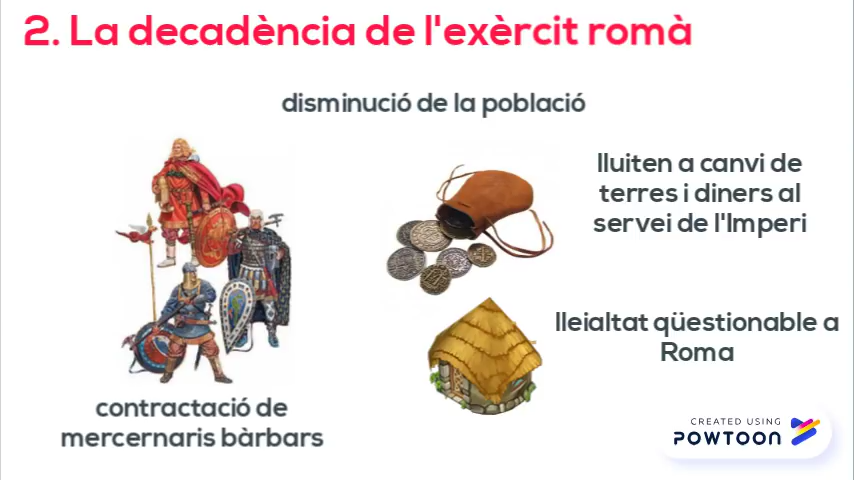 2. La decadència de l'exèrcit romà
disminució de la població
lluiten a canvi de
terres i diners al
servei de l'Imperi
lleialtat qüestionable a
Roma
contractació de
mercernaris bàrbars
CREATED USING
POWTOON